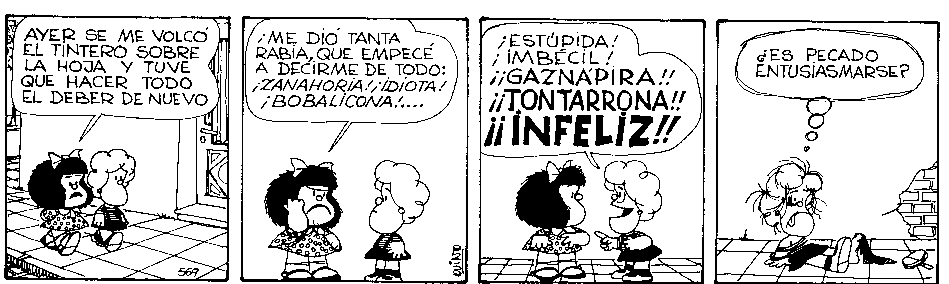 AYER SE ME VOLCÓ
EL TINTERO SOBRE
LA HOJA Y TUVE
QUE HACER TODO
EL DEBER DE NUEVO
569
¡ME DIÓ TANTA
RABIA, QUE EMPECÉ
A DECIRME DE TODO:
¡ZANAHORIA!, ¡IDIOTA!
¡BOBALICONA!....
QUINO
¡ESTÚPIDA!
¡IMBÉCIL!
¡¡GAZNÁPIRA!!
¡¡TONTARRONA!!
¡¡INFELIZ!!
¿ES PECADO
ENTUSIASMARSE?